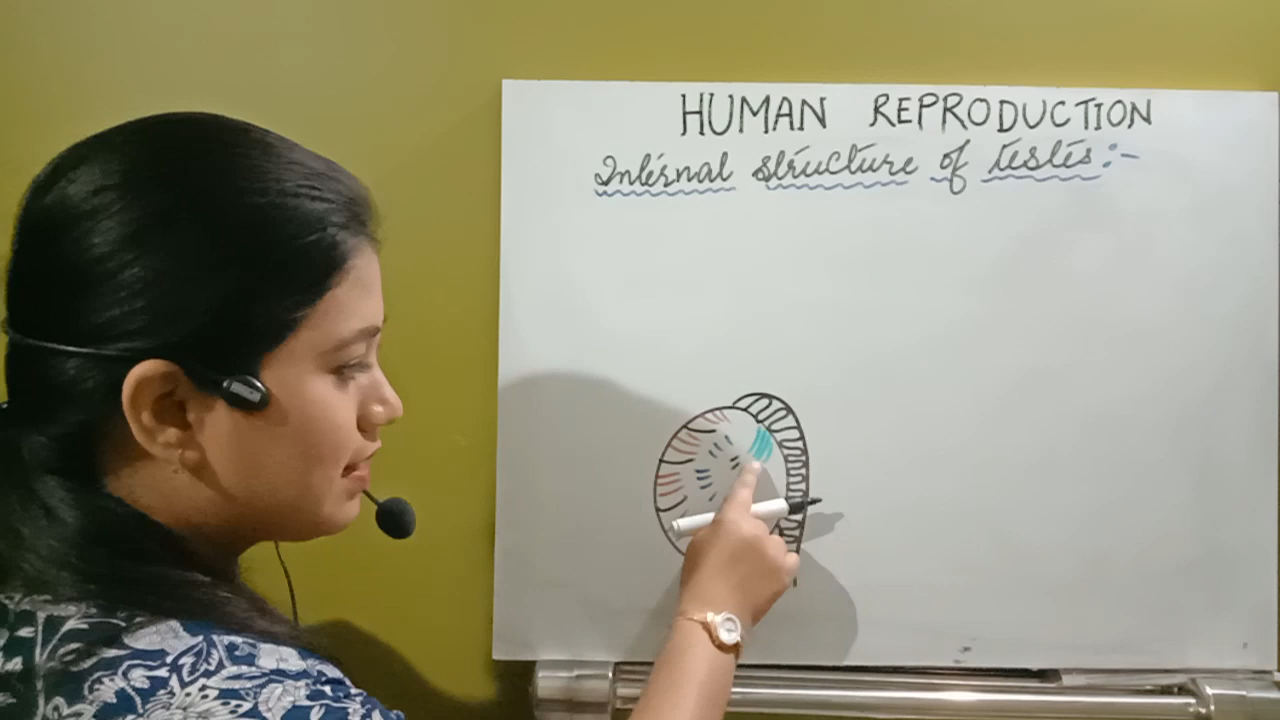 HUMAN REPRODUCTION
Internal structure of testes:-